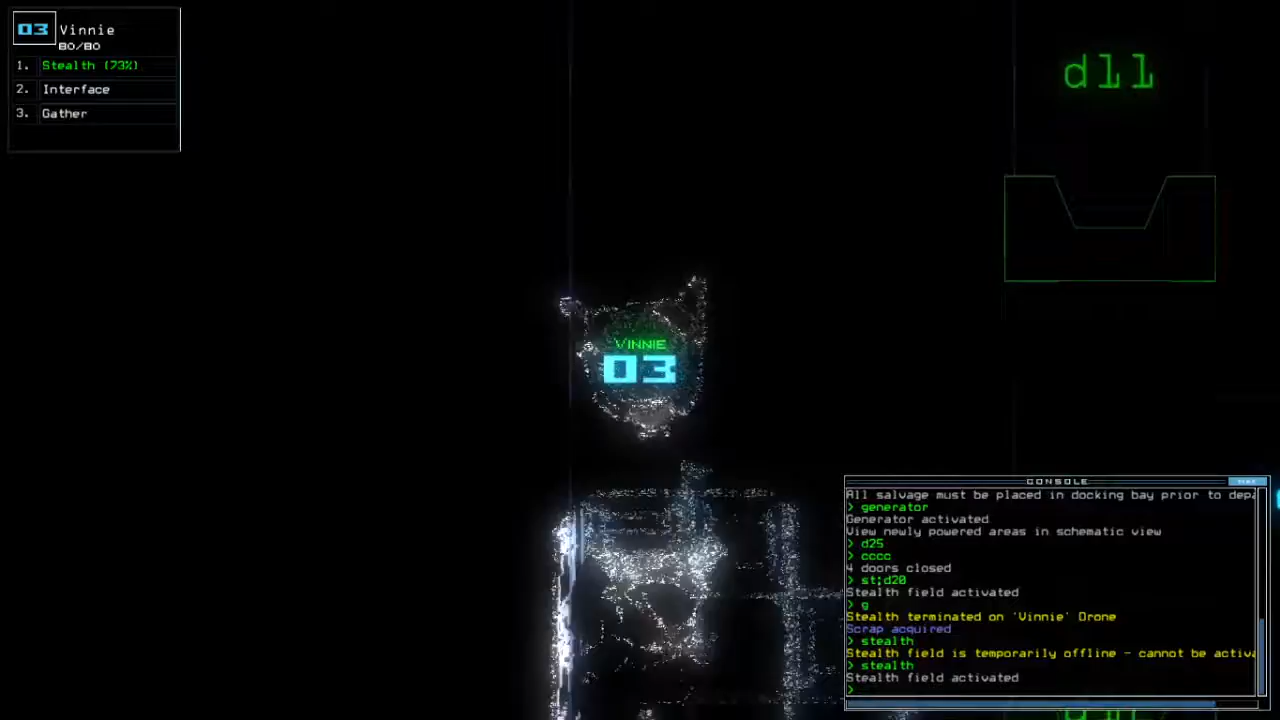 03 Vinnie
80/80
1. Stealth (73%)
2. Interface
3. Gather
d11
VINNIE
03
CONSOLE
All salvage must be placed in docking bay prior to depa
> generator
Generator activated
View newly powered areas in schematic view
> d25
> cccc
4 doors closed
> st;d20
Stealth field activated
> g
Stealth terminated on 'Vinnie' Drone
Scrap acquired
> stealth
Stealth field is temporarily offline - cannot be activa
> stealth
Stealth field activated
>